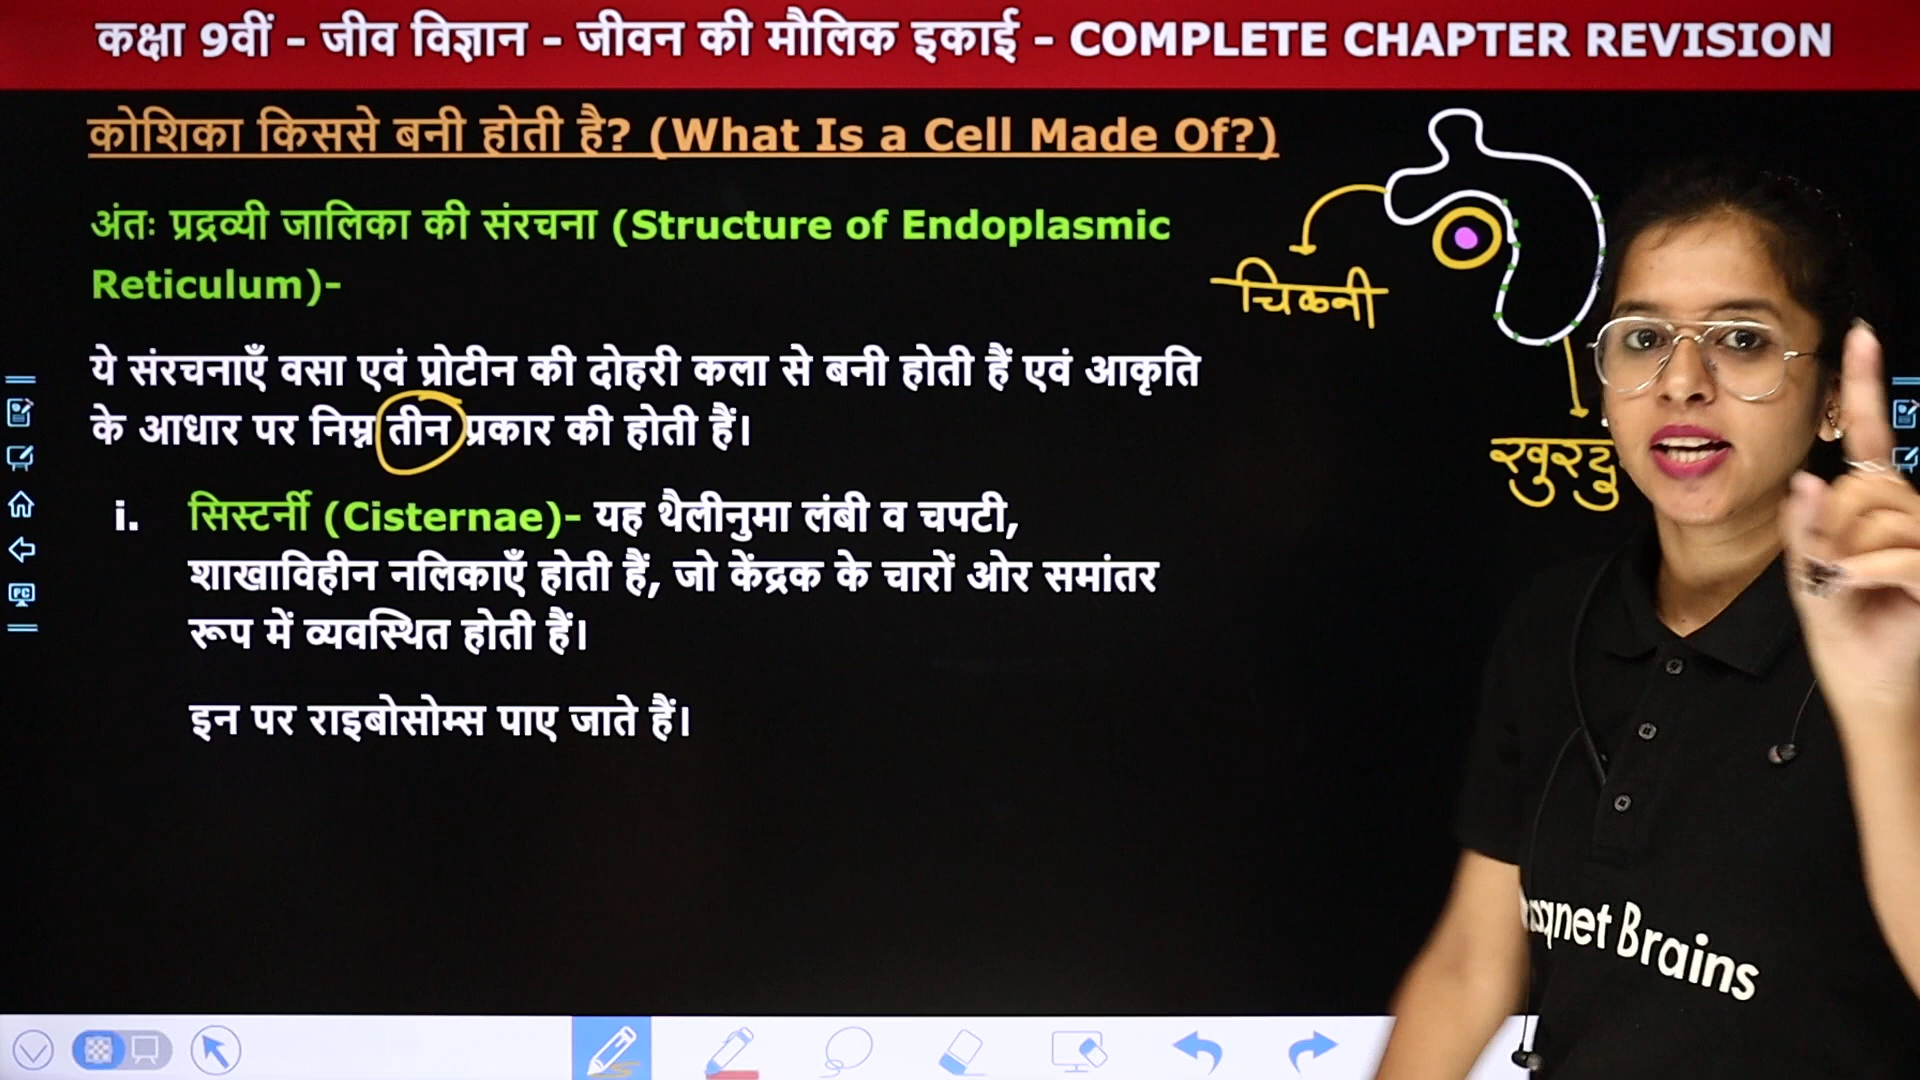 कक्षा 9वीं - जीव विज्ञान - जीवन की मौलिक इकाई - COMPLETE CHAPTER REVISION
कोशिका किससे बनी होती है? (What Is a Cell Made Of?)
अंतः प्रद्रव्यी जालिका की संरचना (Structure of Endoplasmic
Reticulum)-
चिकनी
ये संरचनाएँ वसा एवं प्रोटीन की दोहरी कला से बनी होती हैं एवं आकृति
के आधार पर निम्न तीन प्रकार की होती हैं।
खुरदु
i. सिस्टर्नी (Cisternae)- यह थैलीनुमा लंबी व चपटी,
शाखाविहीन नलिकाएँ होती हैं, जो केंद्रक के चारों ओर समांतर
रूप में व्यवस्थित होती हैं।
इन पर राइबोसोम्स पाए जाते हैं।
agnet Brains
PC